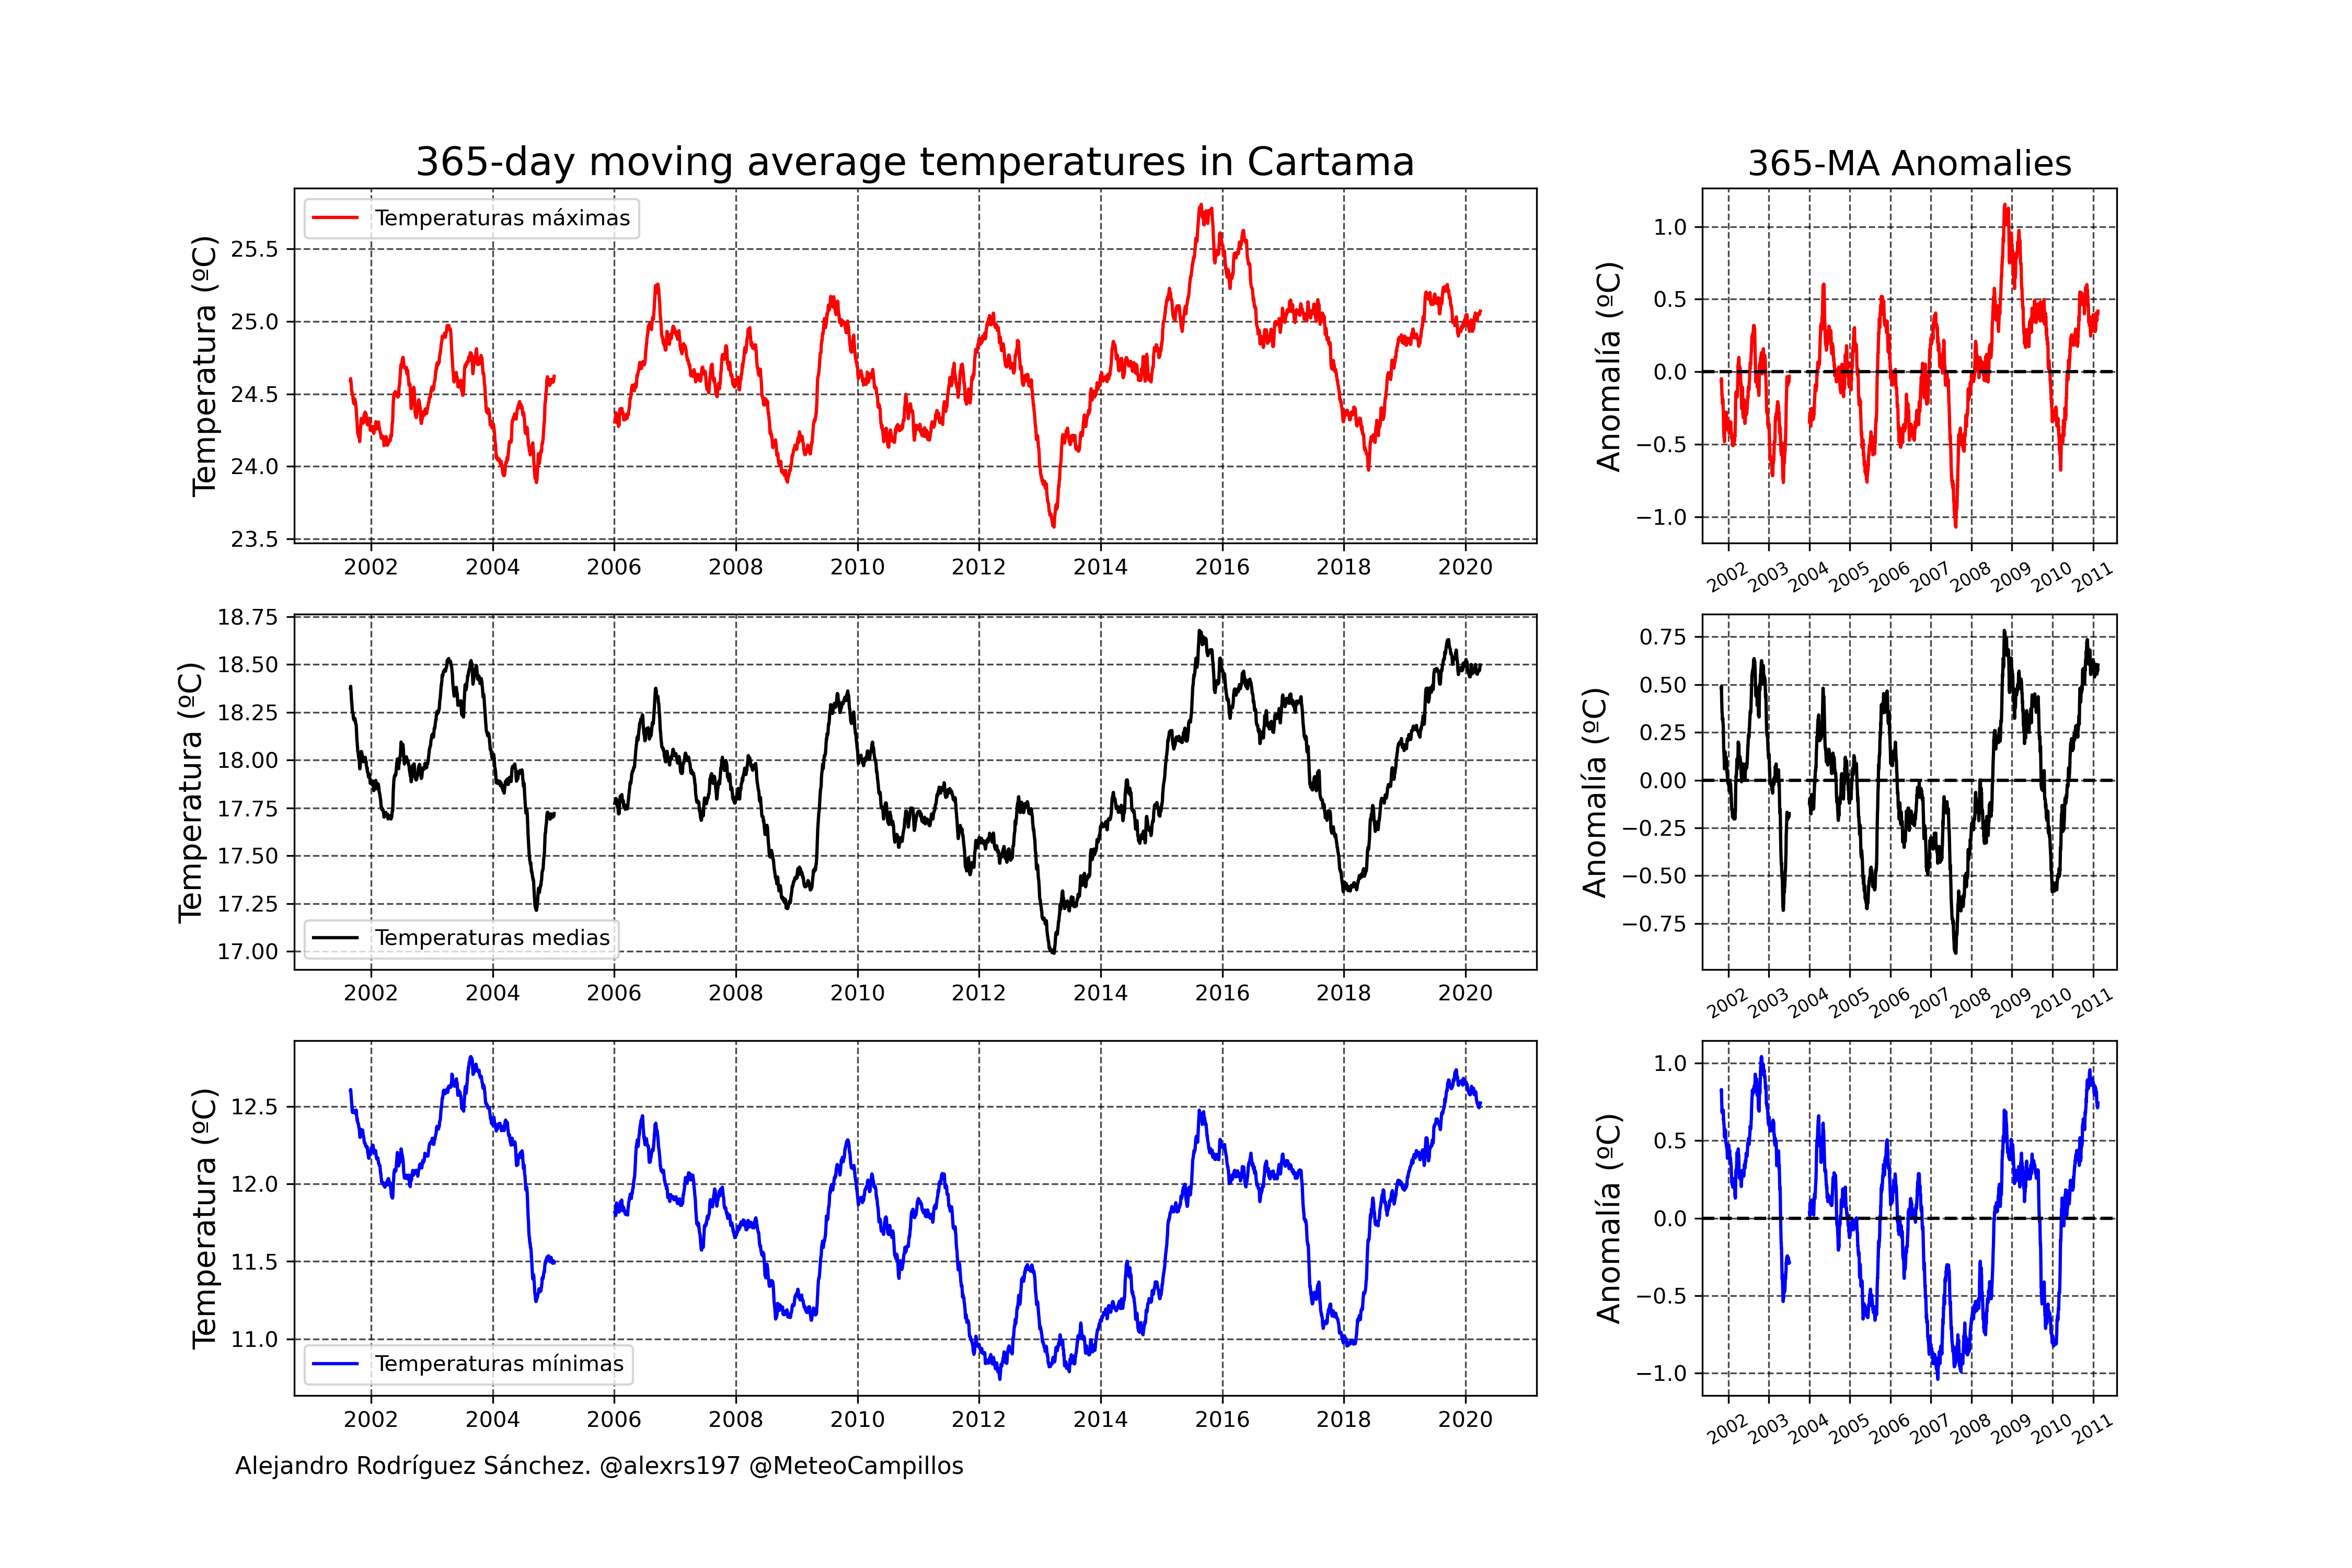 365-day moving average temperatures in Cartama
Temperatura (ºC)
25.5
25.0
24.5
24.0
23.5
Temperaturas máximas
2002 2004 2006 2008 2010 2012 2014 2016 2018 2020
365-MA Anomalies
Anomalía (ºC)
1.0
0.5
0.0
−0.5
−1.0
2002 2003 2004 2005 2006 2007 2008 2009 2010 2011
Temperatura (ºC)
18.75
18.50
18.25
18.00
17.75
17.50
17.25
17.00
Temperaturas medias
2002 2004 2006 2008 2010 2012 2014 2016 2018 2020
Anomalía (ºC)
0.75
0.50
0.25
0.00
−0.25
−0.50
−0.75
2002 2003 2004 2005 2006 2007 2008 2009 2010 2011
Temperatura (ºC)
12.5
12.0
11.5
11.0
Temperaturas mínimas
2002 2004 2006 2008 2010 2012 2014 2016 2018 2020
Anomalía (ºC)
1.0
0.5
0.0
−0.5
−1.0
2002 2003 2004 2005 2006 2007 2008 2009 2010 2011
Alejandro Rodríguez Sánchez. @alexrs197 @MeteoCampillos